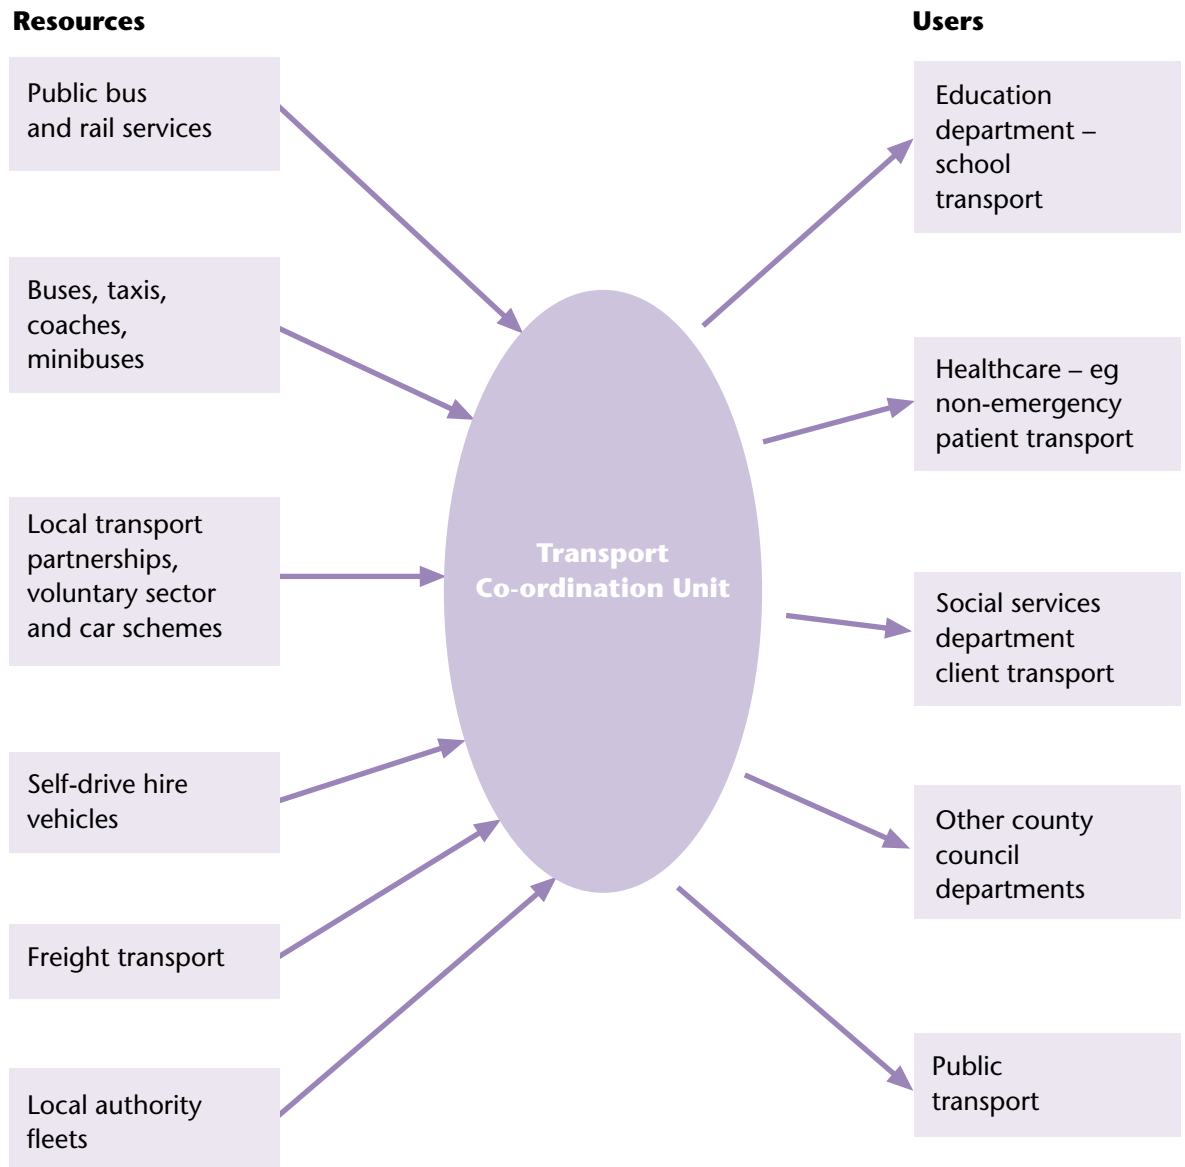 Resources
Public bus
and rail services
Buses, taxis,
coaches,
minibuses
Local transport
partnerships,
voluntary sector
and car schemes
Self-drive hire
vehicles
Freight transport
Local authority
fleets
Transport
Co-ordination Unit
Users
Education
department –
school
transport
Healthcare – eg
non-emergency
patient transport
Social services
department
client transport
Other county
council
departments
Public
transport